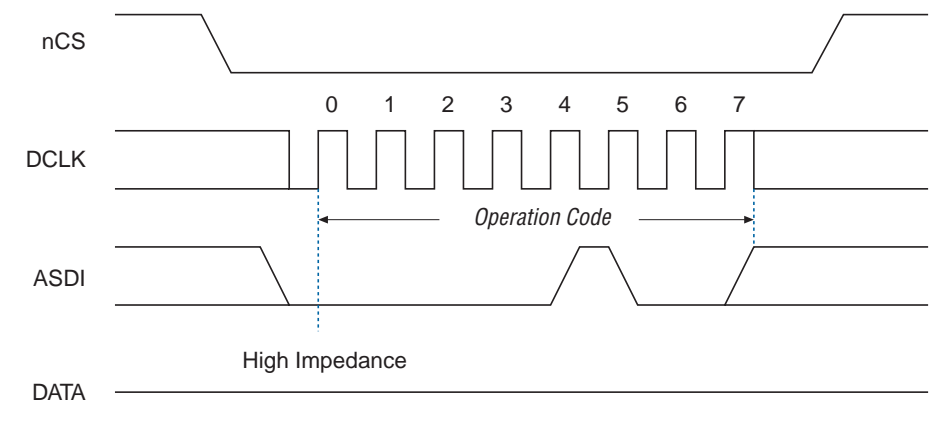 nCS
0 1 2 3 4 5 6 7
DCLK
Operation Code
ASDI
High Impedance
DATA